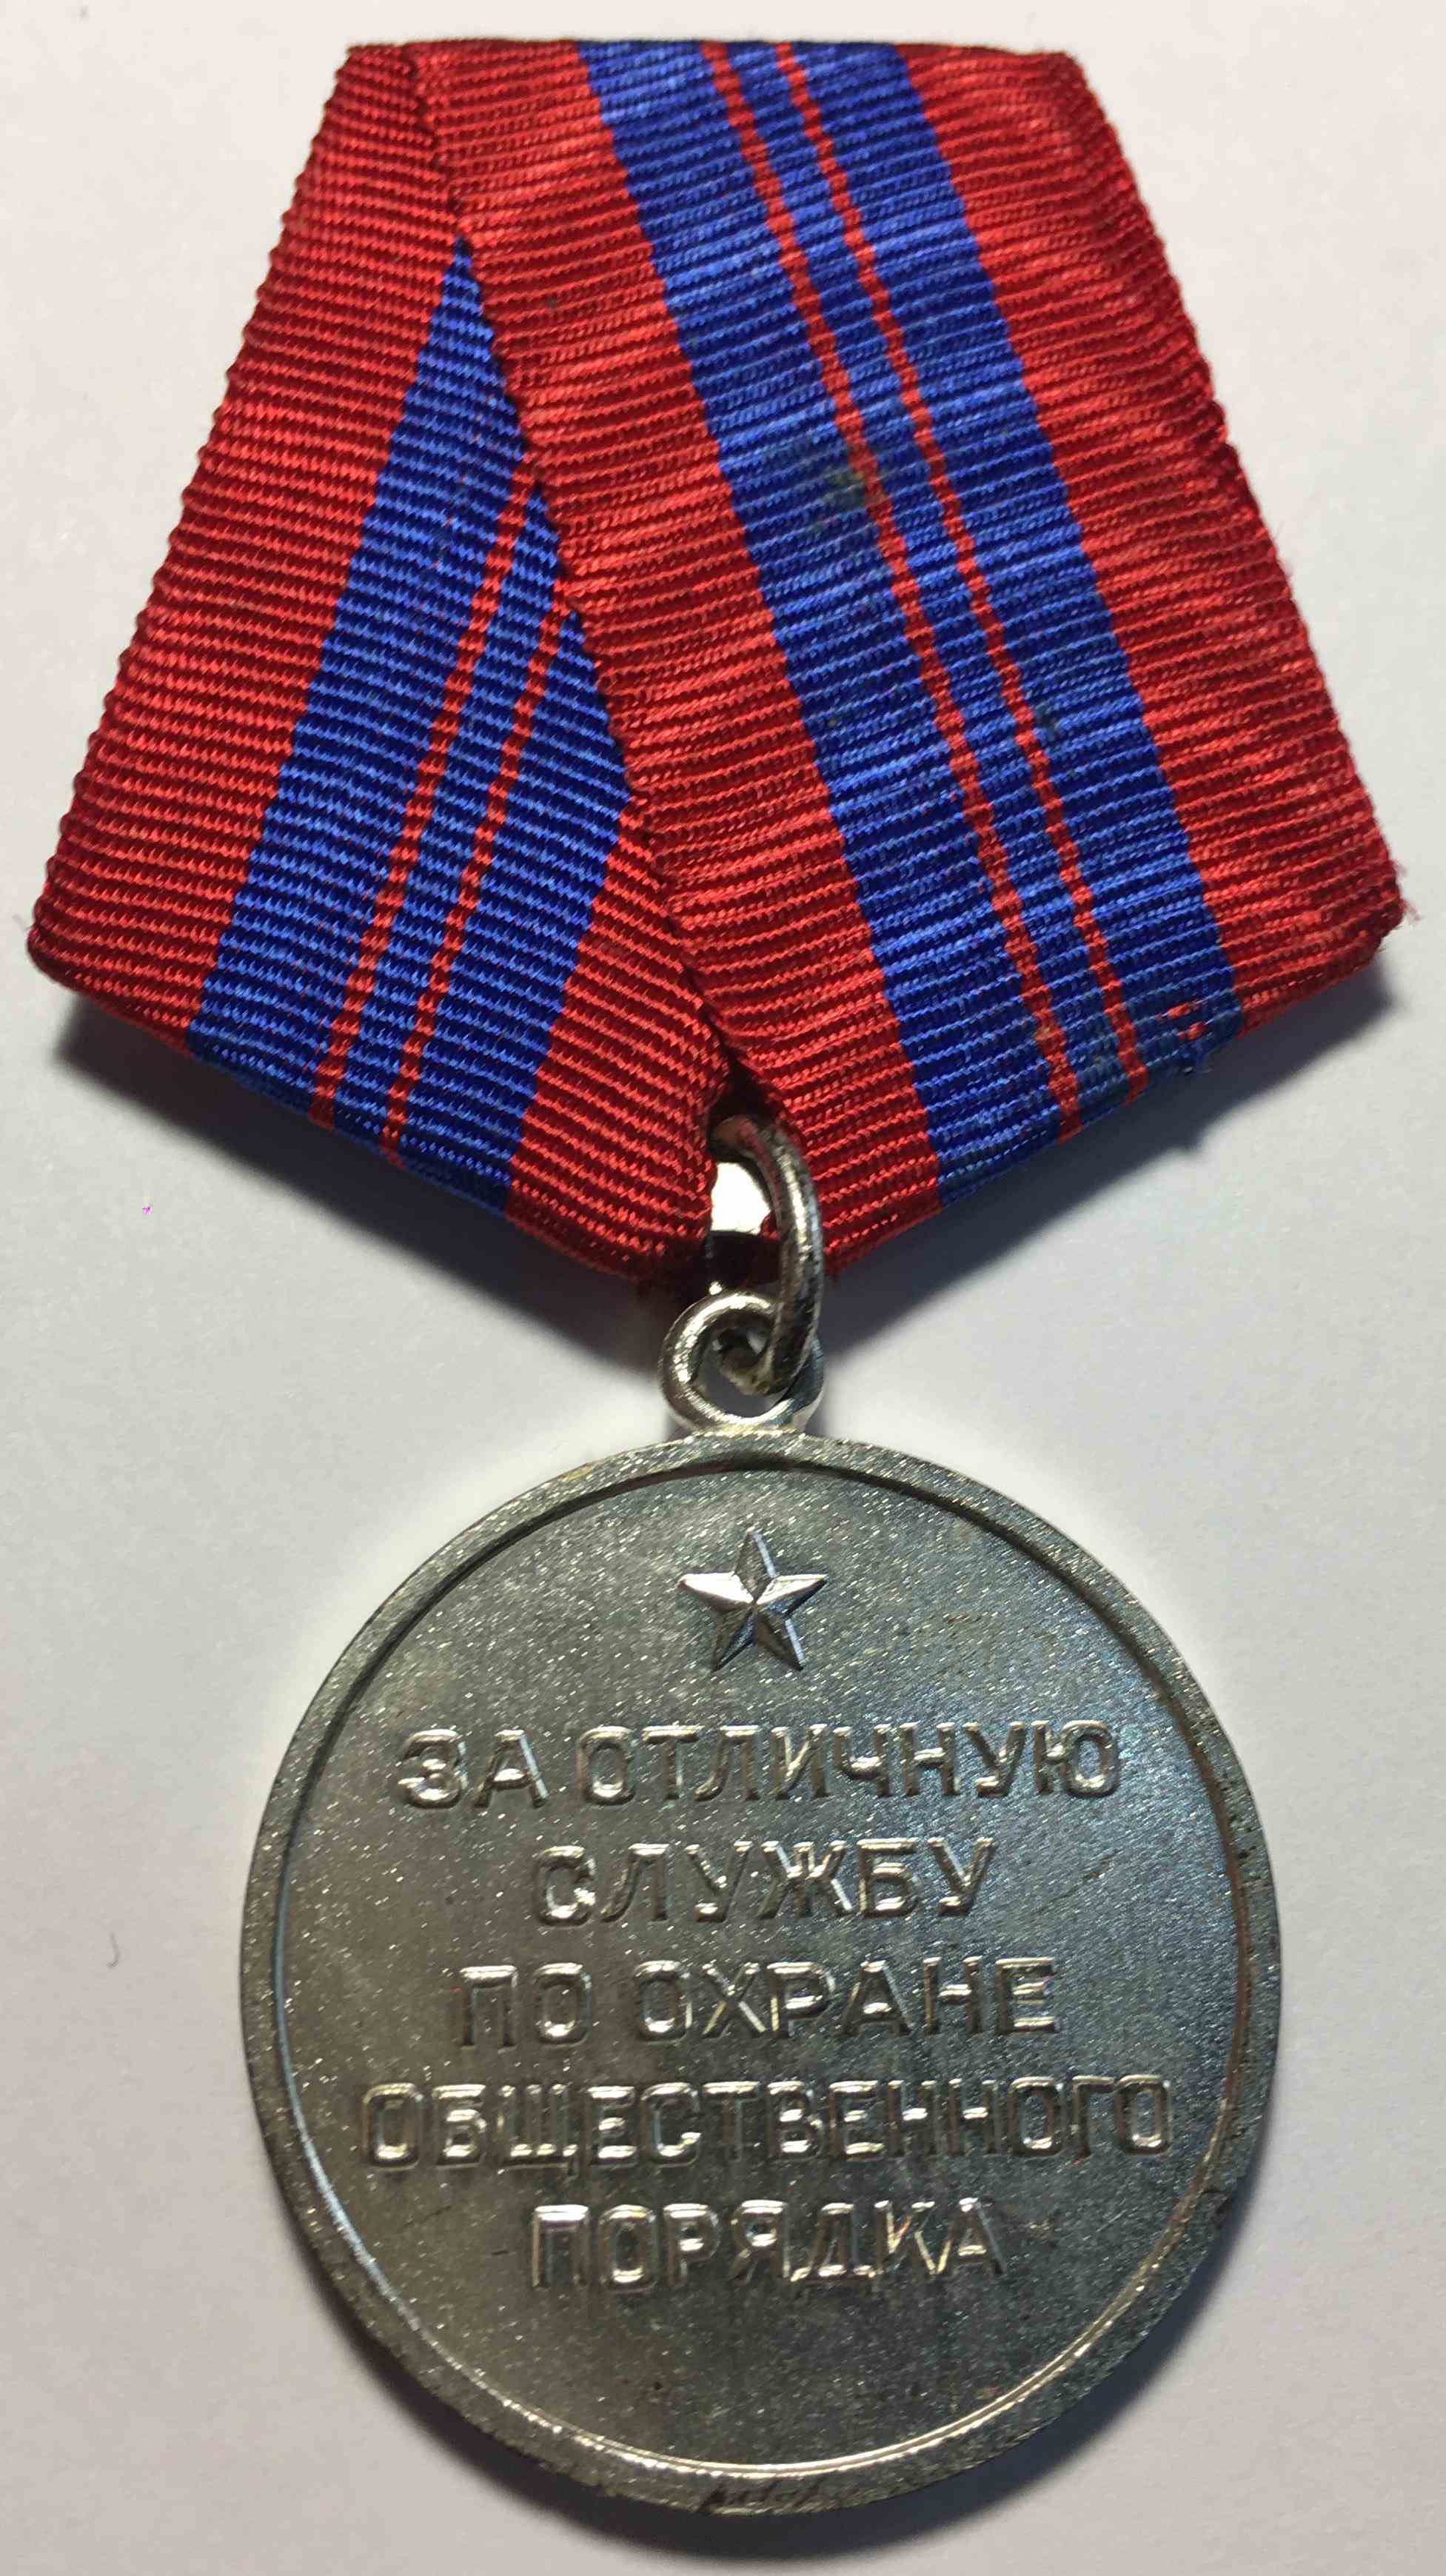 ЗА ОТЛИЧНУЮ
СЛУЖБУ
ПО ОХРАНЕ
ОБЩЕСТВЕННОГО
ПОРЯДКА